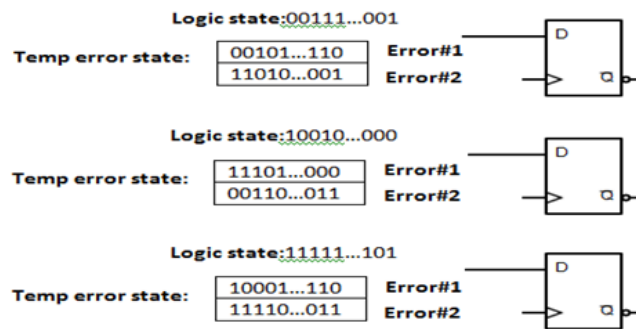 Logic state:00111...001
Temp error state: 00101...110 Error#1 D
11010...001 Error#2 Q
Logic state:10010...000
Temp error state: 11101...000 Error#1 D
00110...011 Error#2 Q
Logic state:11111...101
Temp error state: 10001...110 Error#1 D
11110...011 Error#2 Q